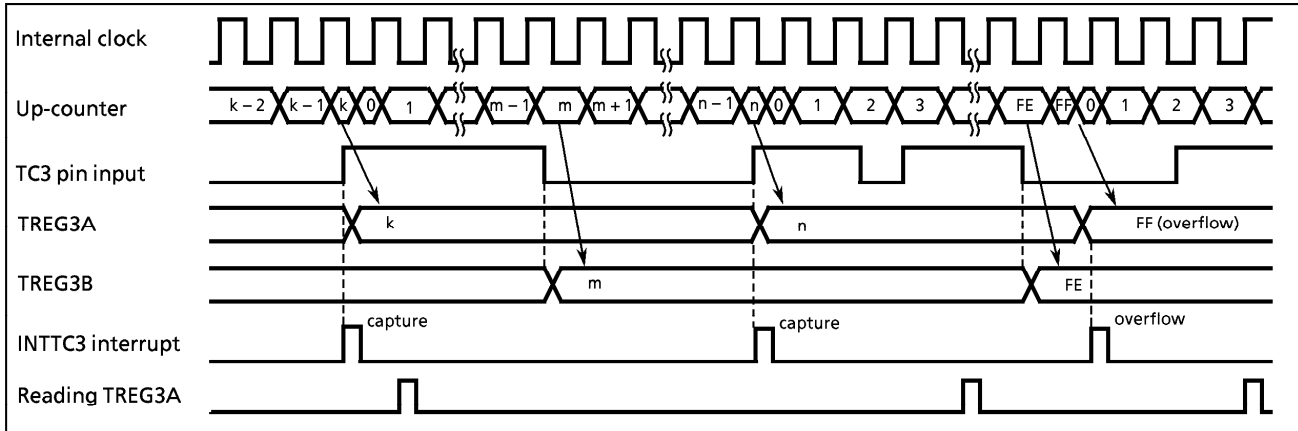 Internal clock
Up-counter k – 2 k – 1 k 0 1 m – 1 m m + 1 n – 1 n 0 1 2 3 FE FF 0 1 2 3
TC3 pin input
TREG3A k n FF (overflow)
TREG3B m FE
INTTC3 interrupt capture capture overflow
Reading TREG3A